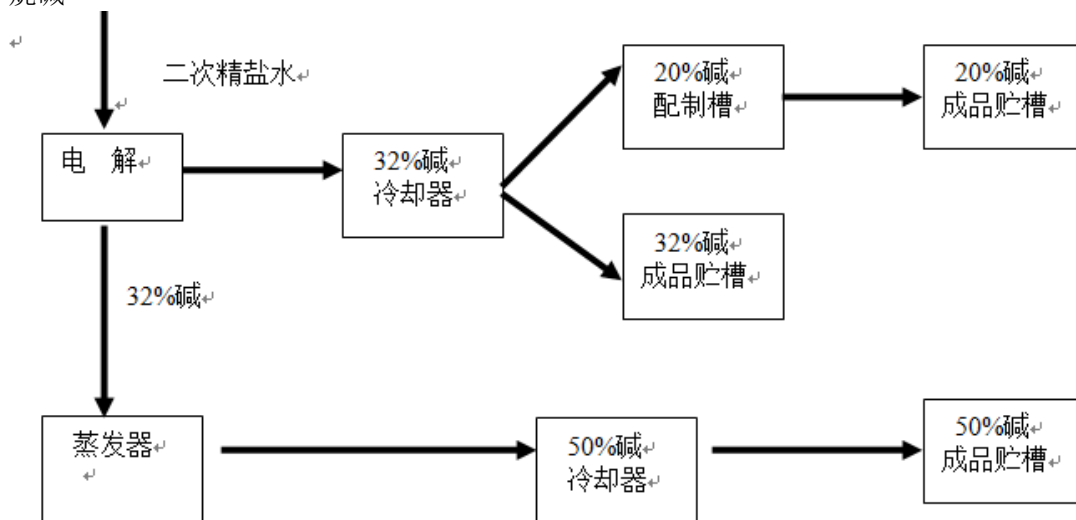 二次精盐水
20%碱
配制槽
20%碱
成品贮槽
电 解
32%碱
冷却器
32%碱
成品贮槽
32%碱
蒸发器
50%碱
冷却器
50%碱
成品贮槽